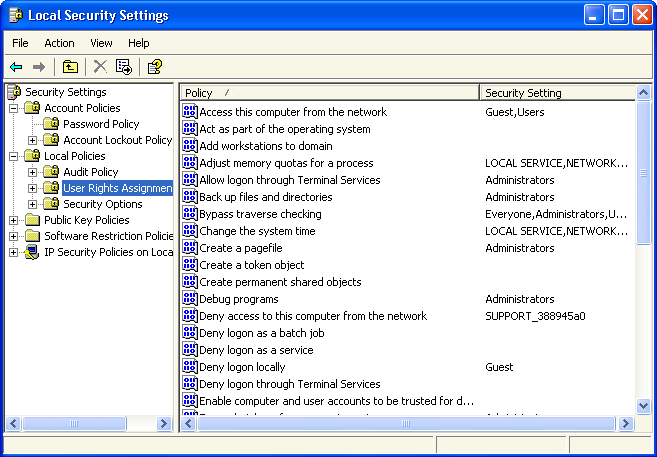 Local Security Settings
File Action View Help
Security Settings
Account Policies
Password Policy
Account Lockout Policy
Local Policies
Audit Policy
User Rights Assignmen
Security Options
Public Key Policies
Software Restriction Policie
IP Security Policies on Loca
Policy Security Setting
Access this computer from the network Guest,Users
Act as part of the operating system
Add workstations to domain
Adjust memory quotas for a process LOCAL SERVICE,NETWORK...
Allow logon through Terminal Services Administrators
Back up files and directories Administrators
Bypass traverse checking Everyone,Administrators,U...
Change the system time LOCAL SERVICE,NETWORK...
Create a pagefile Administrators
Create a token object
Create permanent shared objects
Debug programs Administrators
Deny access to this computer from the network SUPPORT_388945a0
Deny logon as a batch job
Deny logon as a service
Deny logon locally Guest
Deny logon through Terminal Services
Enable computer and user accounts to be trusted for d...